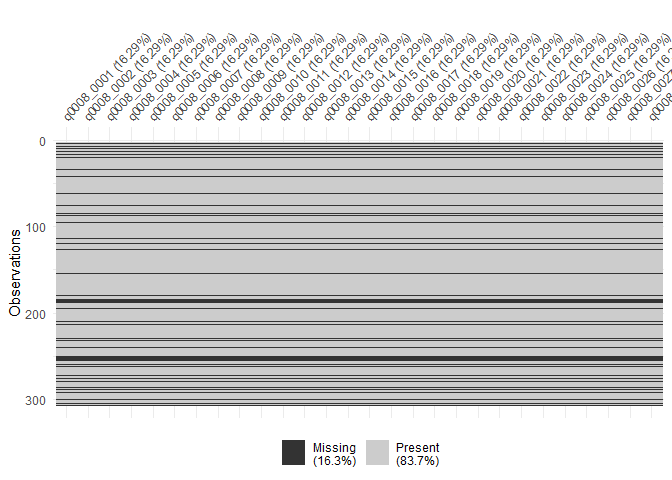 q0008_0001 (16.29%)
q0008_0002 (16.29%)
q0008_0003 (16.29%)
q0008_0004 (16.29%)
q0008_0005 (16.29%)
q0008_0006 (16.29%)
q0008_0007 (16.29%)
q0008_0008 (16.29%)
q0008_0009 (16.29%)
q0008_0010 (16.29%)
q0008_0011 (16.29%)
q0008_0012 (16.29%)
q0008_0013 (16.29%)
q0008_0014 (16.29%)
q0008_0015 (16.29%)
q0008_0016 (16.29%)
q0008_0017 (16.29%)
q0008_0018 (16.29%)
q0008_0019 (16.29%)
q0008_0020 (16.29%)
q0008_0021 (16.29%)
q0008_0022 (16.29%)
q0008_0023 (16.29%)
q0008_0024 (16.29%)
q0008_0025 (16.29%)
q0008_0026
q0008_0027
0
100
200
300
Observations
Missing
(16.3%)
Present
(83.7%)